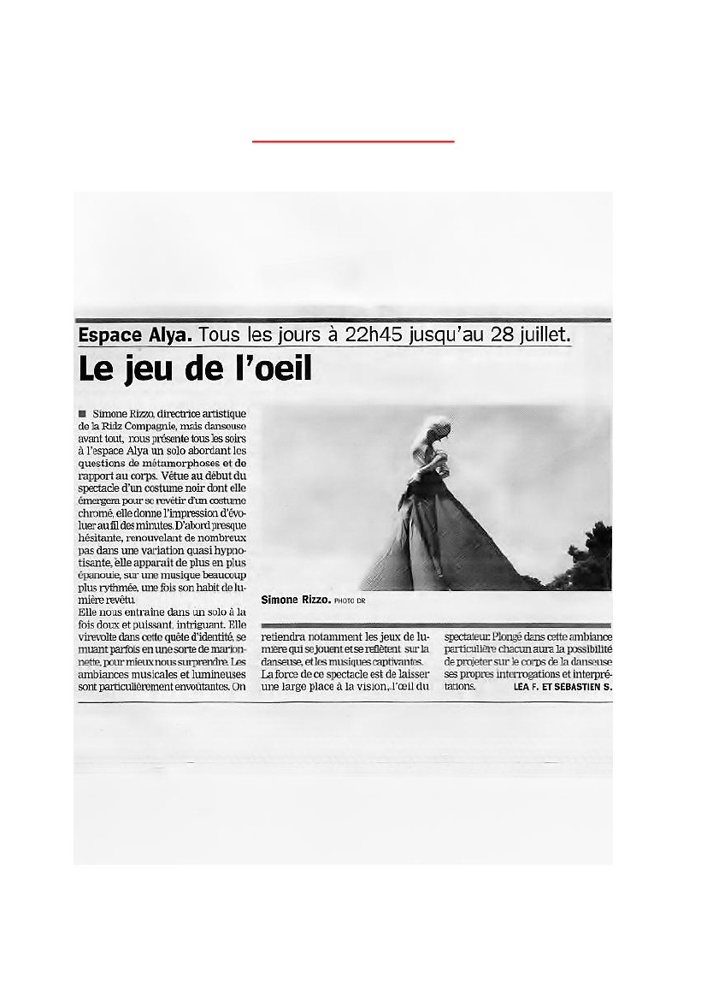 Espace Alya. Tous les jours à 22h45 jusqu'au 28 juillet.
Le jeu de l'oeil
■ Simone Rizzo, directrice artistique
de la Ridz Compagnie, mais danseuse
avant tout, nous présente tous les soirs
à l'espace Alya un solo abordant les
questions de métamorphoses et de
rapport au corps. Vêtue au début du
spectacle d'un costume noir dont elle
émergera pour se revêtir d'un costume
chromé, elle donne l'impression d'évo-
luer au fil des minutes. D'abord presque
hésitante, renouvelant de nombreux
pas dans une variation quasi hypno-
tisante, elle apparaît de plus en plus
épanouie, sur une musique beaucoup
plus rythmée, une fois son habit de lu-
mière revêtu.
Elle nous entraîne dans un solo à la
fois doux et puissant, intriguant. Elle
virevolte dans cette quête d'identité, se
muant parfois en une sorte de marion-
nette, pour mieux nous surprendre. Les
ambiances musicales et lumineuses
sont particulièrement envoûtantes. On
Simone Rizzo. PHOTO DR
retiendra notamment les jeux de lu-
mière qui se jouent et se reflètent sur la
danseuse, et les musiques captivantes.
La force de ce spectacle est de laisser
une large place à la vision, l'œil du
spectateur. Plongé dans cette ambiance
particulière chacun aura la possibilité
de projeter sur le corps de la danseuse
ses propres interrogations et interpré-
tations. LÉA F. ET SÉBASTIEN S.